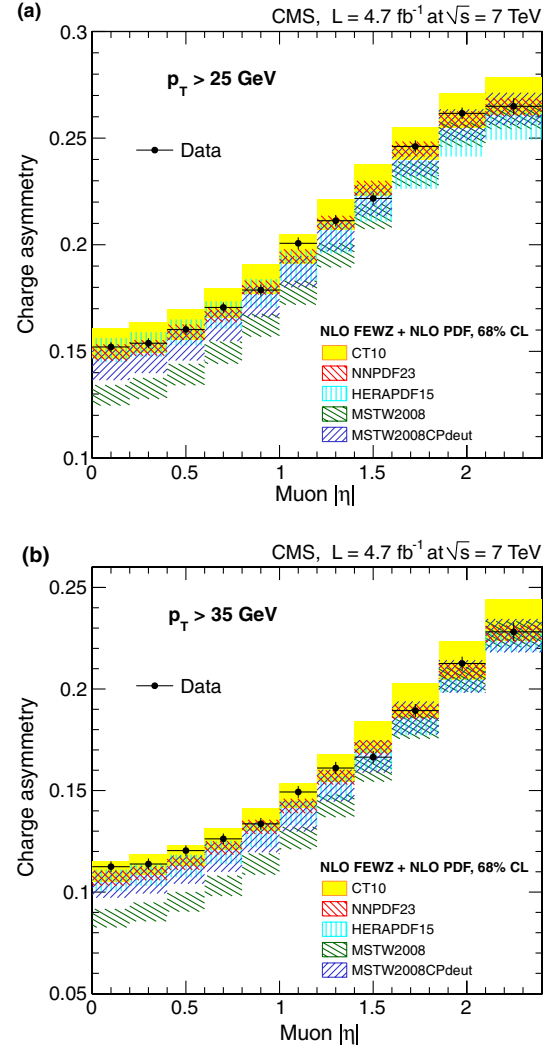 (a)
CMS, L = 4.7 fb⁻¹ at √s = 7 TeV
0.3
p_T > 25 GeV
Data
0.25
Charge asymmetry
0.2
NLO FEWZ + NLO PDF, 68% CL
CT10
NNPDF23
HERAPDF15
MSTW2008
MSTW2008CPdeut
0.15
0.1
0 0.5 1 1.5 2
Muon |η|
(b)
CMS, L = 4.7 fb⁻¹ at √s = 7 TeV
0.25
p_T > 35 GeV
Data
0.2
Charge asymmetry
0.15
0.1
NLO FEWZ + NLO PDF, 68% CL
CT10
NNPDF23
HERAPDF15
MSTW2008
MSTW2008CPdeut
0.05
0 0.5 1 1.5 2
Muon |η|